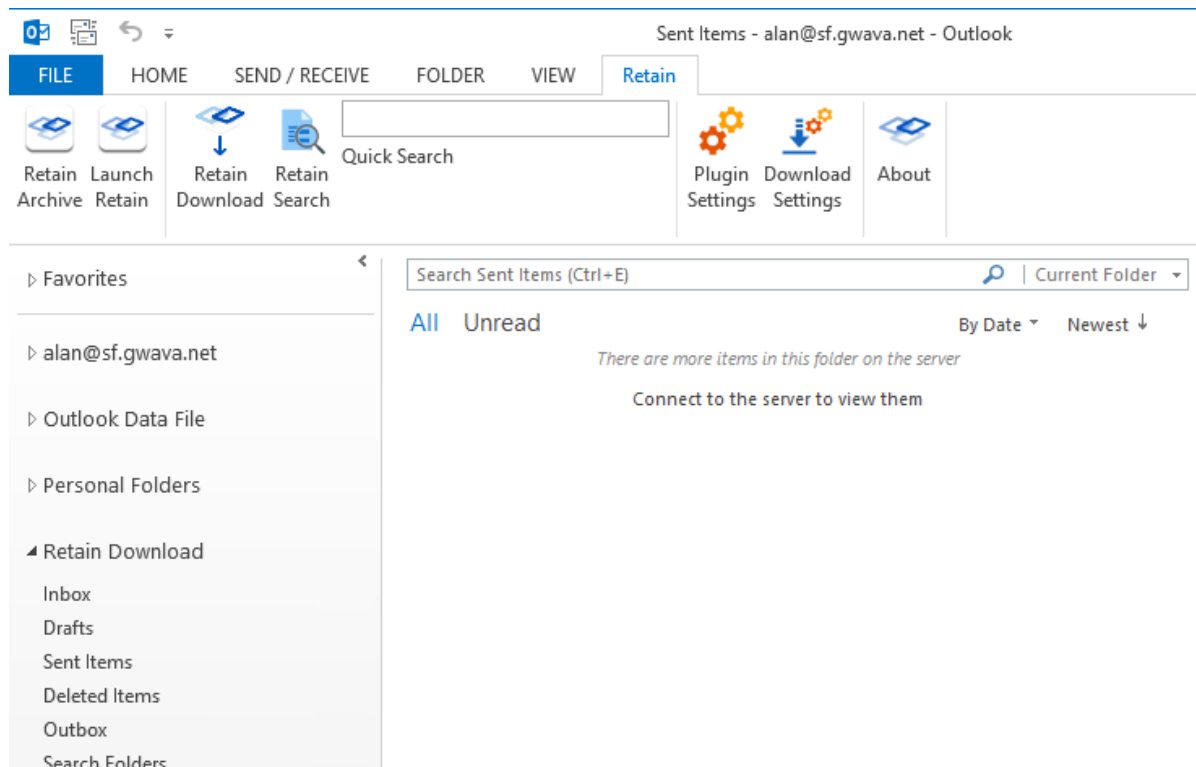 Sent Items - alan@sf.gwava.net - Outlook
FILE HOME SEND / RECEIVE FOLDER VIEW Retain
Retain Archive
Launch Retain
Retain Download
Retain Search
Quick Search
Plugin Settings
Download Settings
About
Favorites
alan@sf.gwava.net
Outlook Data File
Personal Folders
Retain Download
Inbox
Drafts
Sent Items
Deleted Items
Outbox
Search Folders
Search Sent Items (Ctrl+E) Current Folder
All Unread By Date Newest
There are more items in this folder on the server
Connect to the server to view them